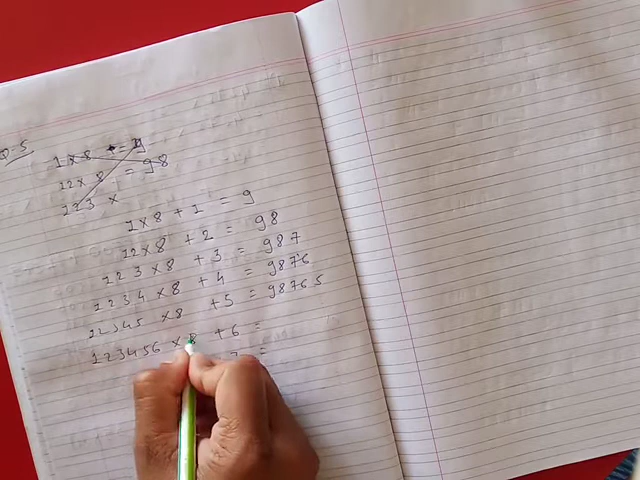 Q.5
1 x 8 + = 9
12 x 8 = 98
123 x
1 x 8 + 1 = 9
12 x 8 + 2 = 98
123 x 8 + 3 = 987
1234 x 8 + 4 = 9876
12345 x 8 + 5 = 98765
123456 x 8 + 6 =
=